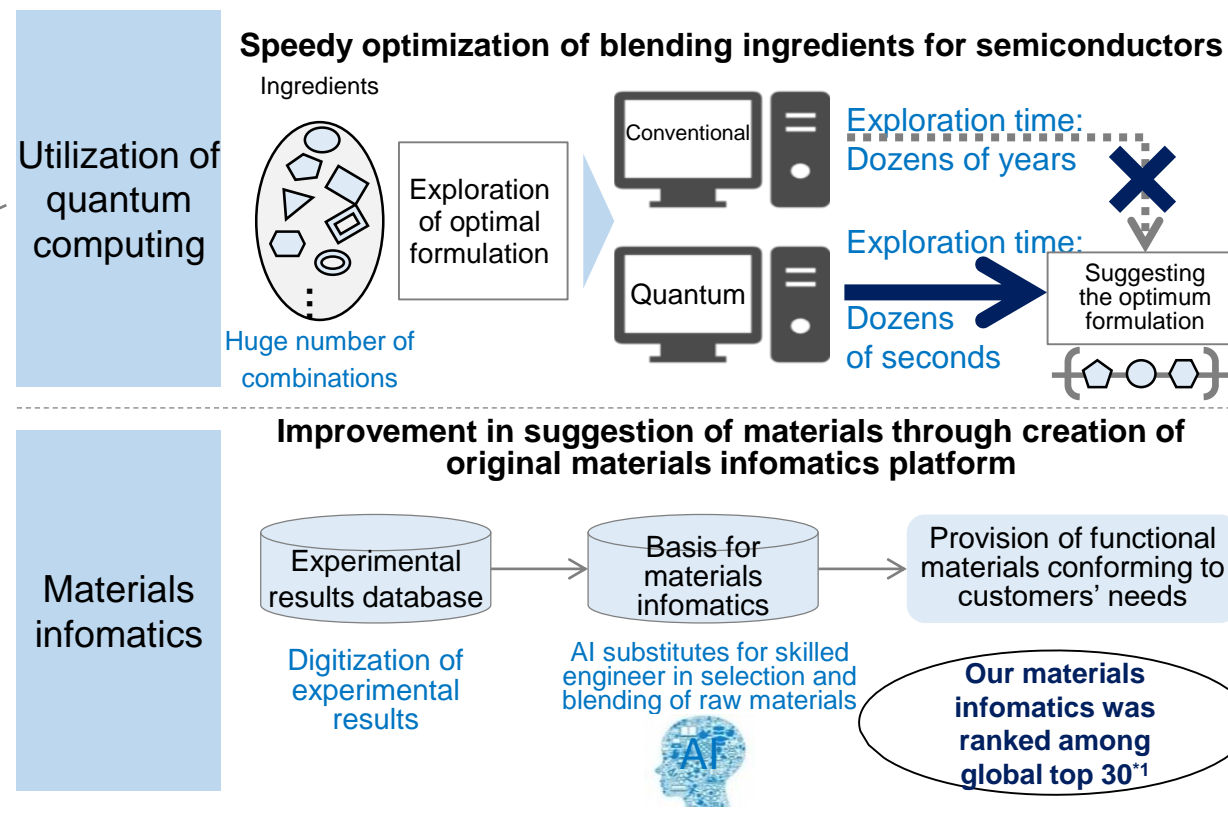 Speedy optimization of blending ingredients for semiconductors
Utilization of
quantum
computing
Ingredients
Huge number of
combinations
Exploration
of optimal
formulation
Conventional
Exploration time:
Dozens of years
Quantum
Exploration time:
Dozens
of seconds
Suggesting
the optimum
formulation
Improvement in suggestion of materials through creation of
original materials infomatics platform
Materials
infomatics
Experimental
results database
Digitization of
experimental
results
Basis for
materials
infomatics
AI substitutes for skilled
engineer in selection and
blending of raw materials
AI
Provision of functional
materials conforming to
customers’ needs
Our materials
infomatics was
ranked among
global top 30*1